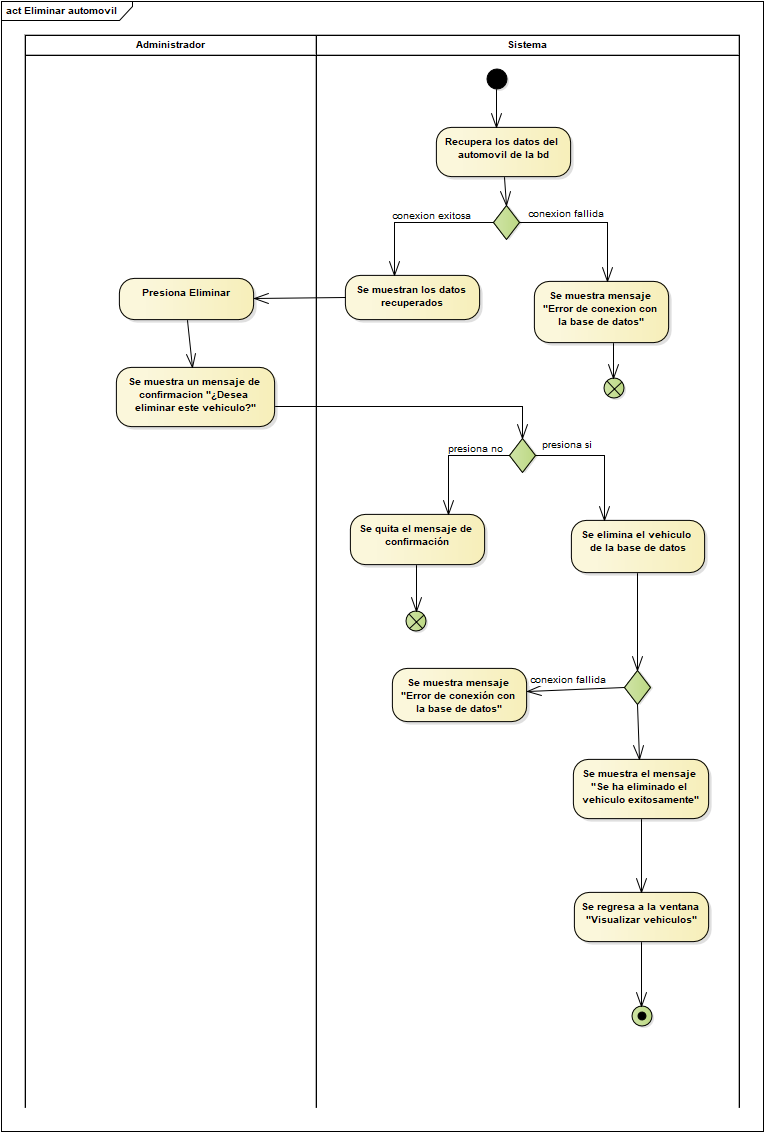 act Eliminar automovil
Administrador
Sistema
Recupera los datos del
automovil de la bd
conexion exitosa
conexion fallida
Se muestran los datos
recuperados
Presiona Eliminar
Se muestra mensaje
"Error de conexion con
la base de datos"
Se muestra un mensaje de
confirmacion "¿Desea
eliminar este vehiculo?"
presiona no
presiona si
Se quita el mensaje de
confirmación
Se elimina el vehiculo
de la base de datos
conexion fallida
Se muestra mensaje
"Error de conexión con
la base de datos"
Se muestra el mensaje
"Se ha eliminado el
vehiculo exitosamente"
Se regresa a la ventana
"Visualizar vehiculos"